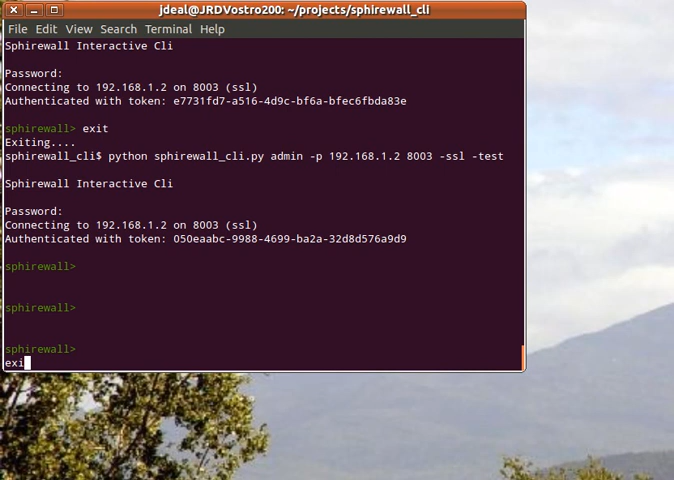 jdeal@JRDVostro200: ~/projects/sphirewall_cli
File Edit View Search Terminal Help
Sphirewall Interactive Cli
Password:
Connecting to 192.168.1.2 on 8003 (ssl)
Authenticated with token: e7731fd7-a516-4d9c-bf6a-bfec6fbda83e
sphirewall> exit
Exiting....
sphirewall_cli$ python sphirewall_cli.py admin -p 192.168.1.2 8003 -ssl -test
Sphirewall Interactive Cli
Password:
Connecting to 192.168.1.2 on 8003 (ssl)
Authenticated with token: 050eaabc-9988-4699-ba2a-32d8d576a9d9
sphirewall>
sphirewall>
sphirewall>
exi